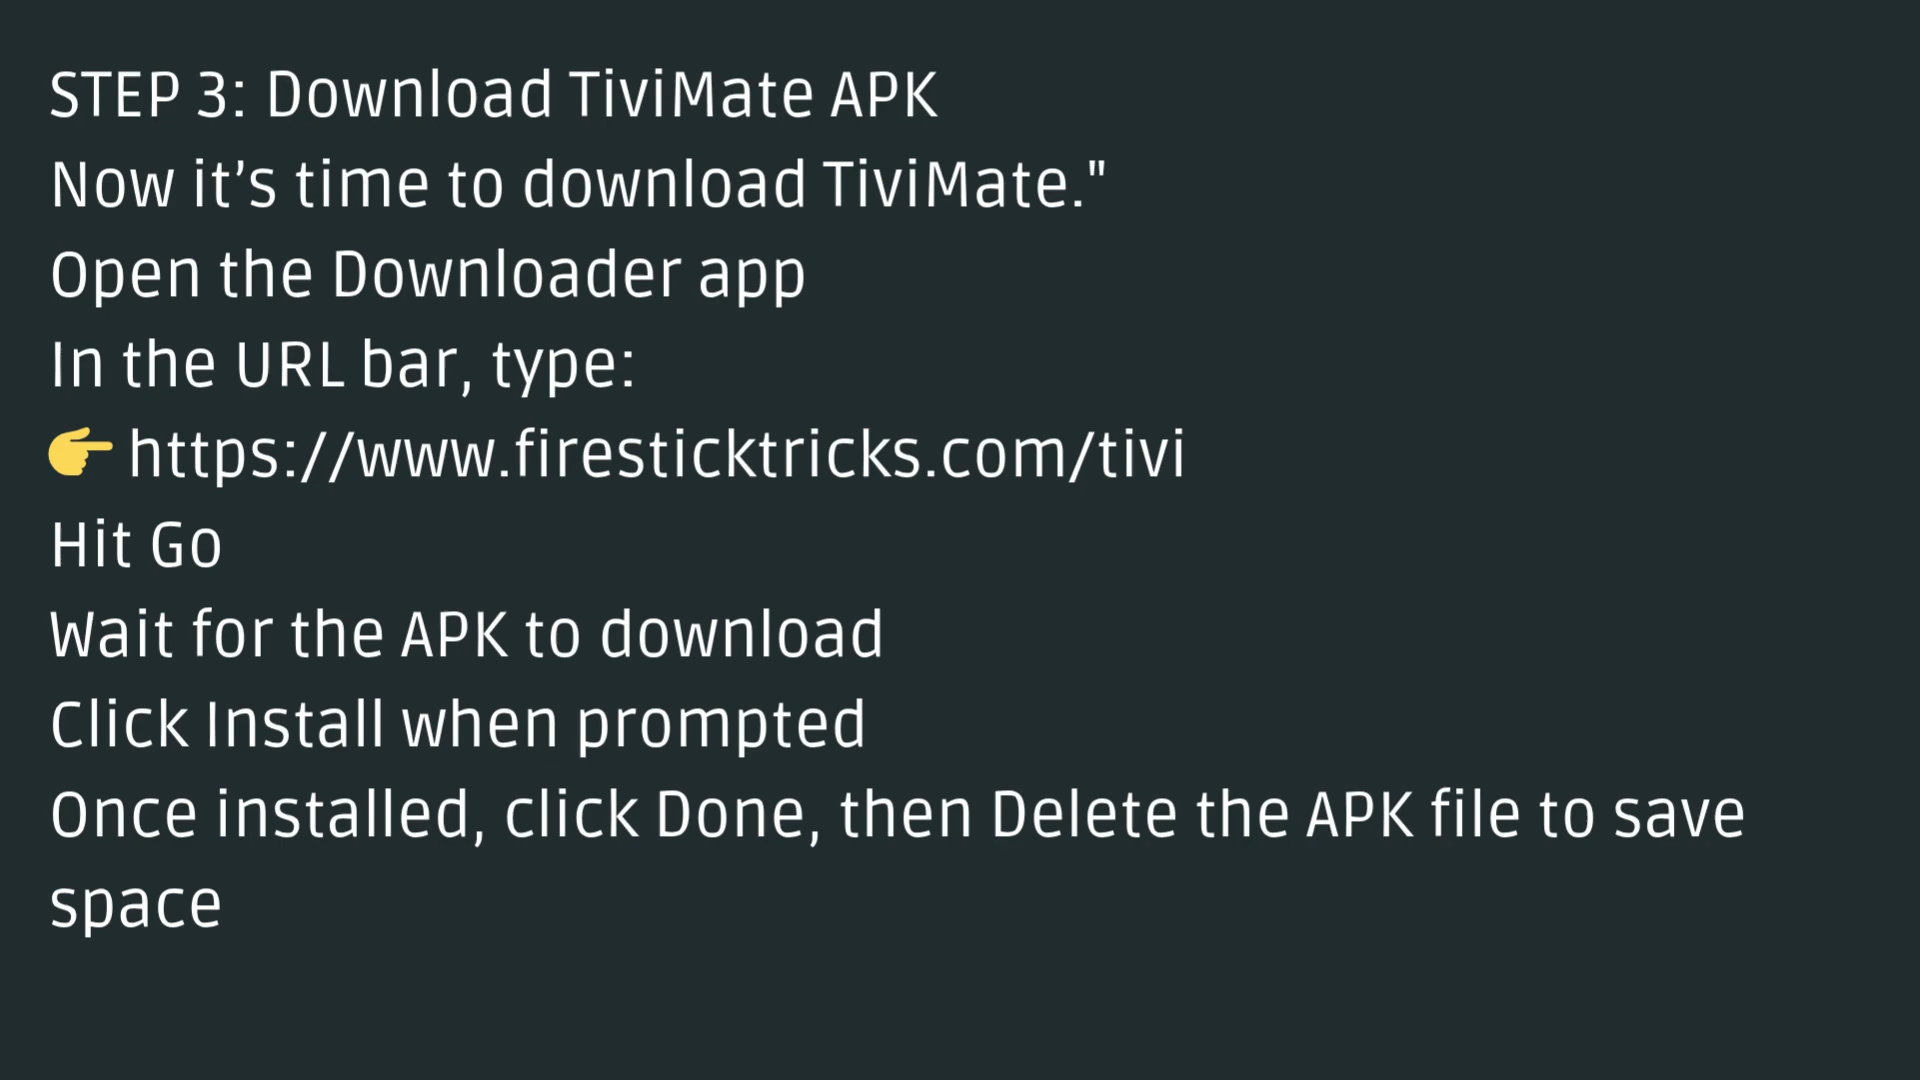 STEP 3: Download TiviMate APK
Now it’s time to download TiviMate."
Open the Downloader app
In the URL bar, type:
👉 https://www.firesticktricks.com/tivi
Hit Go
Wait for the APK to download
Click Install when prompted
Once installed, click Done, then Delete the APK file to save
space